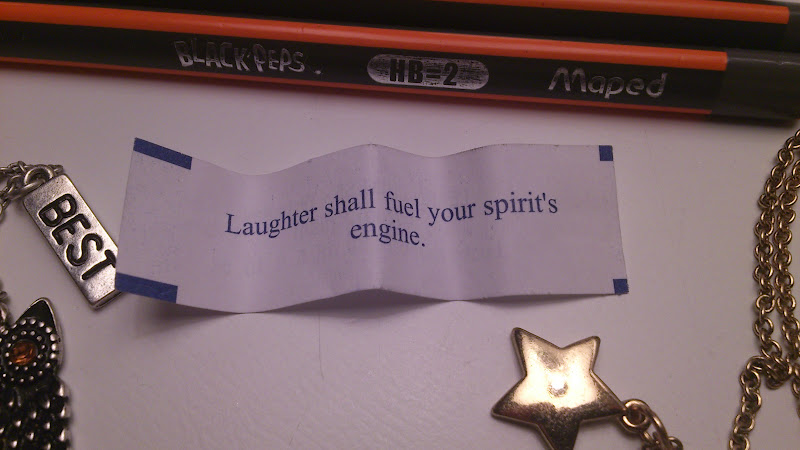 BLACK·PEPS. HB=2 Maped
BEST
Laughter shall fuel your spirit's
engine.